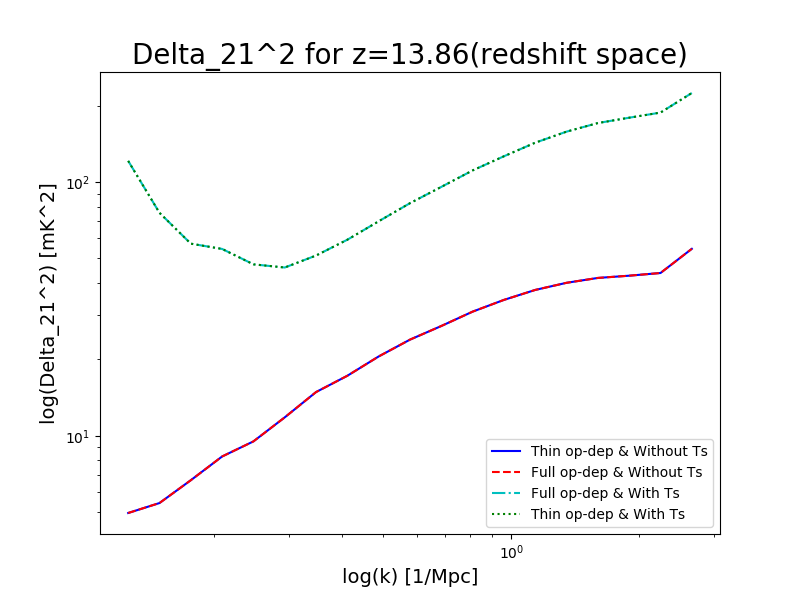 Delta_21^2 for z=13.86(redshift space)
log(Delta_21^2) [mK^2]
10^2
10^1
10^0
log(k) [1/Mpc]
Thin op-dep & Without Ts
Full op-dep & Without Ts
Full op-dep & With Ts
Thin op-dep & With Ts